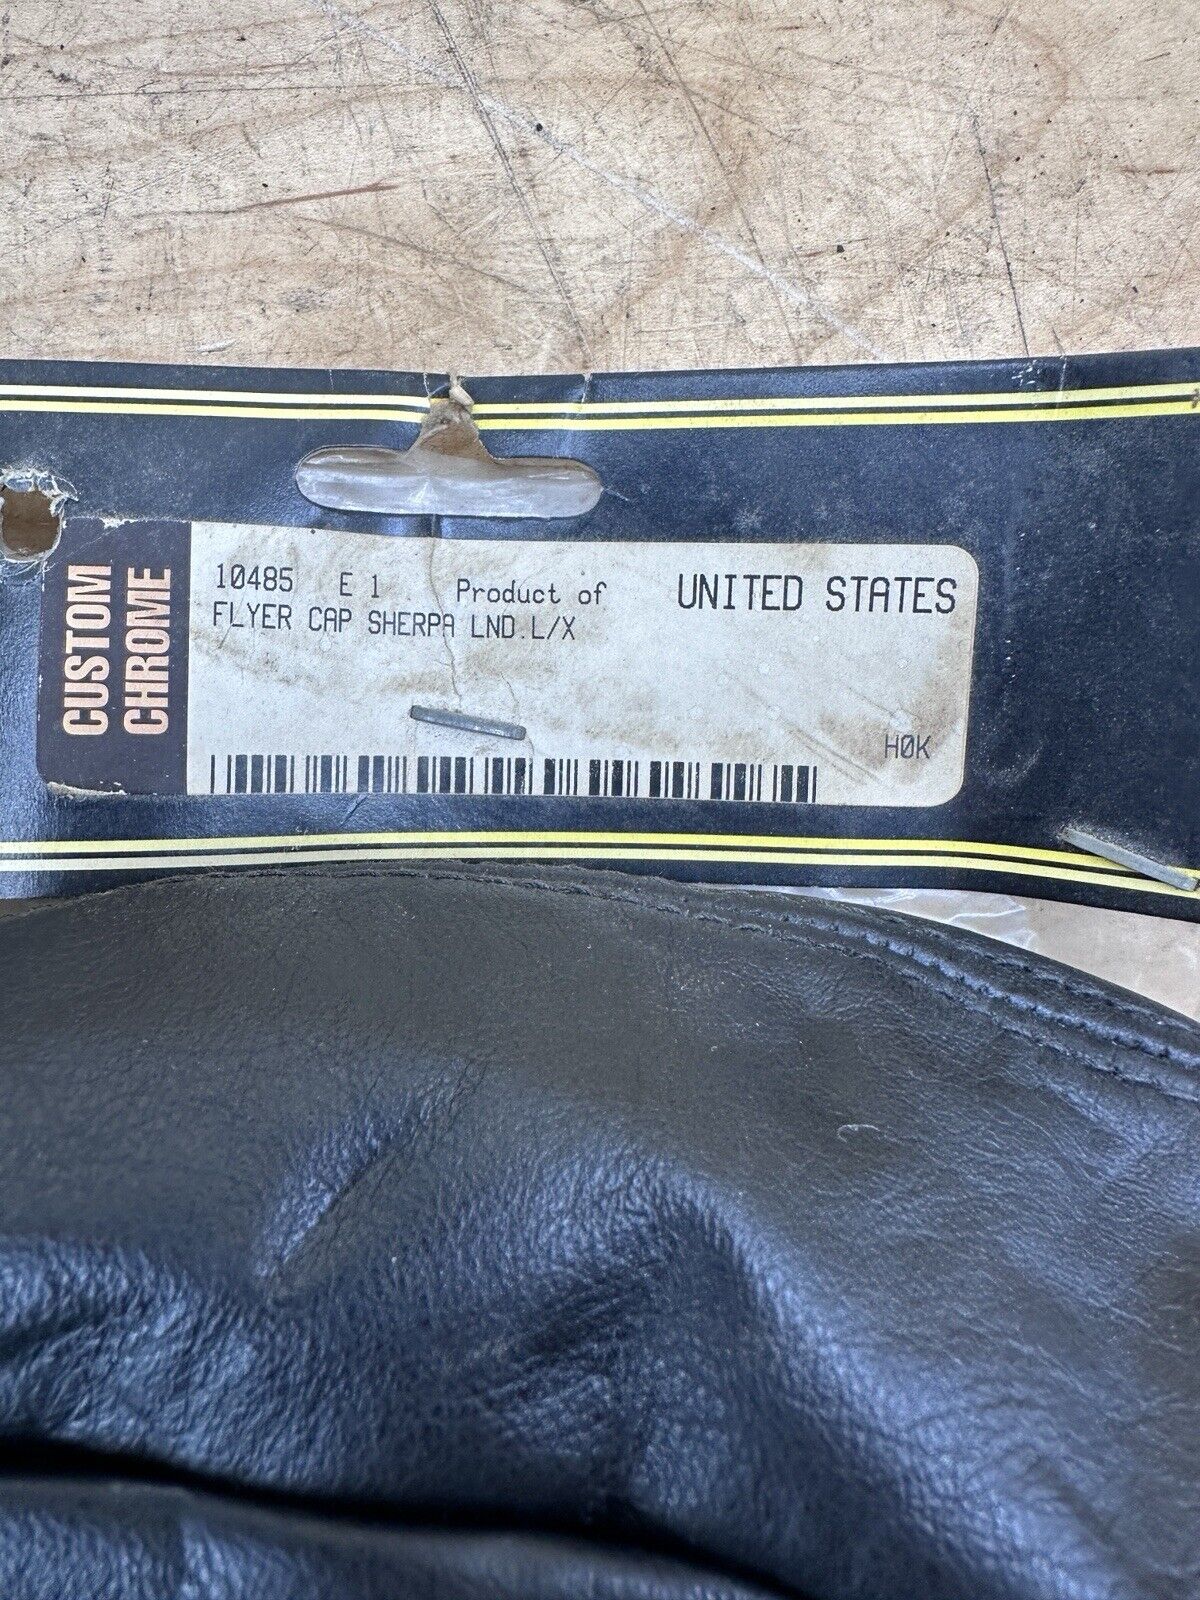 CUSTOM
CHROME
10485 E 1 Product of UNITED STATES
FLYER CAP SHERPA LND.L/X
H0K